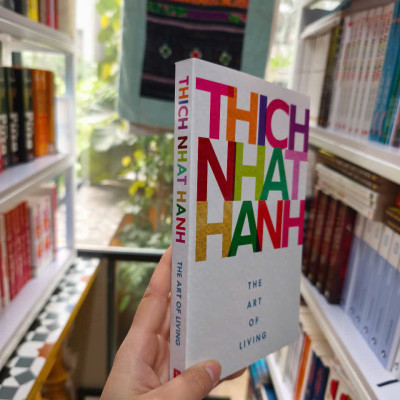 THICH NHAT HANH
THE ART OF LIVING
THICH
NHAT
HANH
THE
ART
OF
LIVING